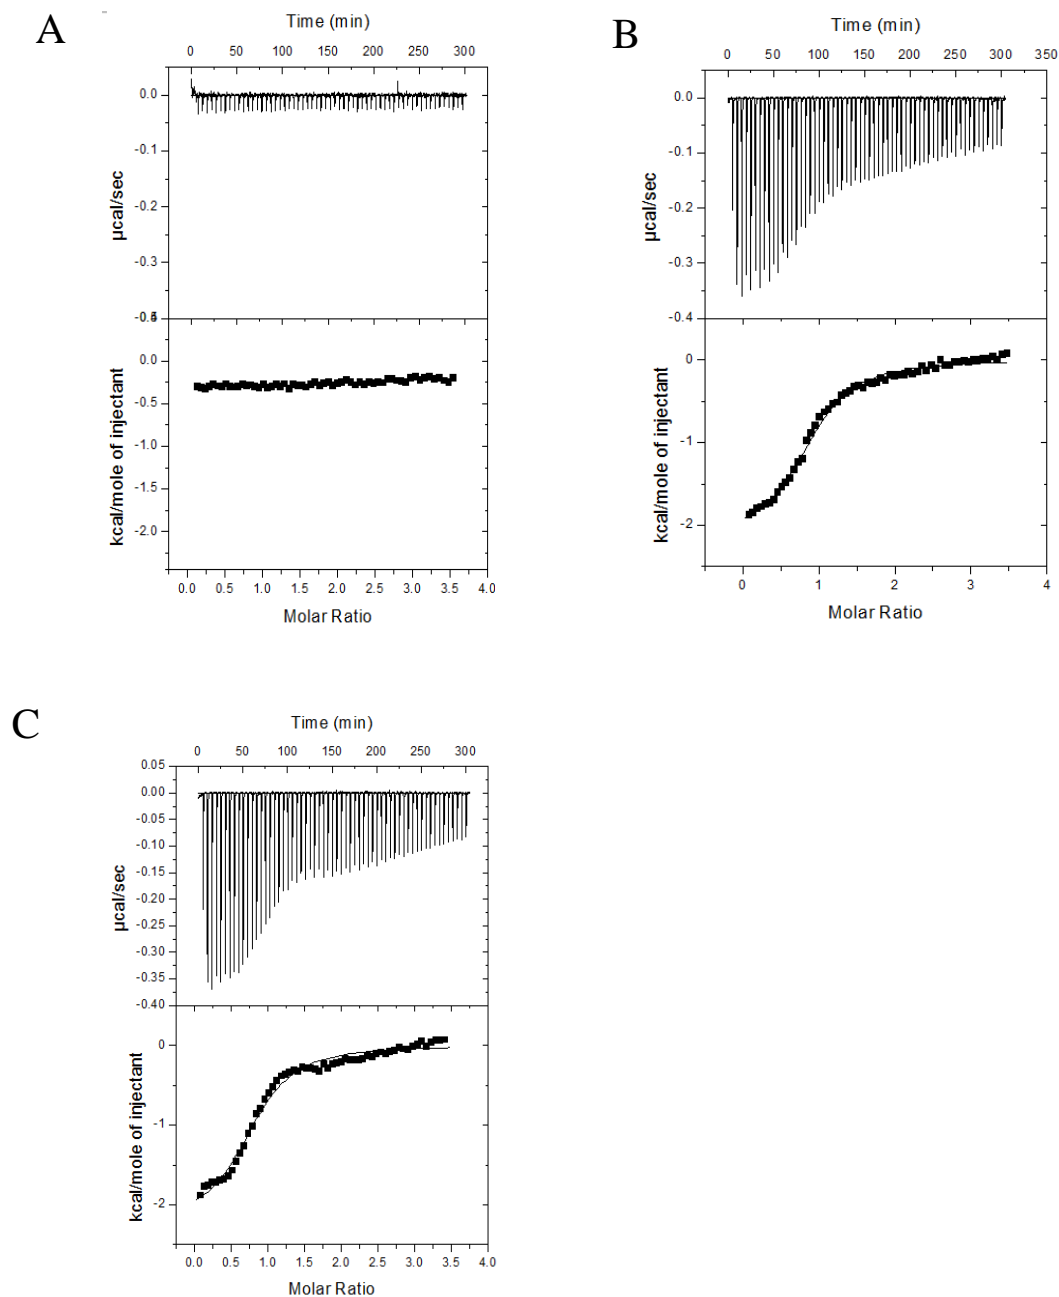 A
Time (min)
0 50 100 150 200 250 300
0.0
-0.1
-0.2
-0.3
µcal/sec
0.0
-0.5
-1.0
-1.5
-2.0
kcal/mole of injectant
0.0 0.5 1.0 1.5 2.0 2.5 3.0 3.5 4.0
Molar Ratio
B
Time (min)
0 50 100 150 200 250 300 350
0.0
-0.1
-0.2
-0.3
-0.4
µcal/sec
0
-1
-2
kcal/mole of injectant
0 1 2 3 4
Molar Ratio
C
Time (min)
0 50 100 150 200 250 300
0.05
0.00
-0.05
-0.10
-0.15
-0.20
-0.25
-0.30
-0.35
-0.40
µcal/sec
0
-1
-2
kcal/mole of injectant
0.0 0.5 1.0 1.5 2.0 2.5 3.0 3.5 4.0
Molar Ratio